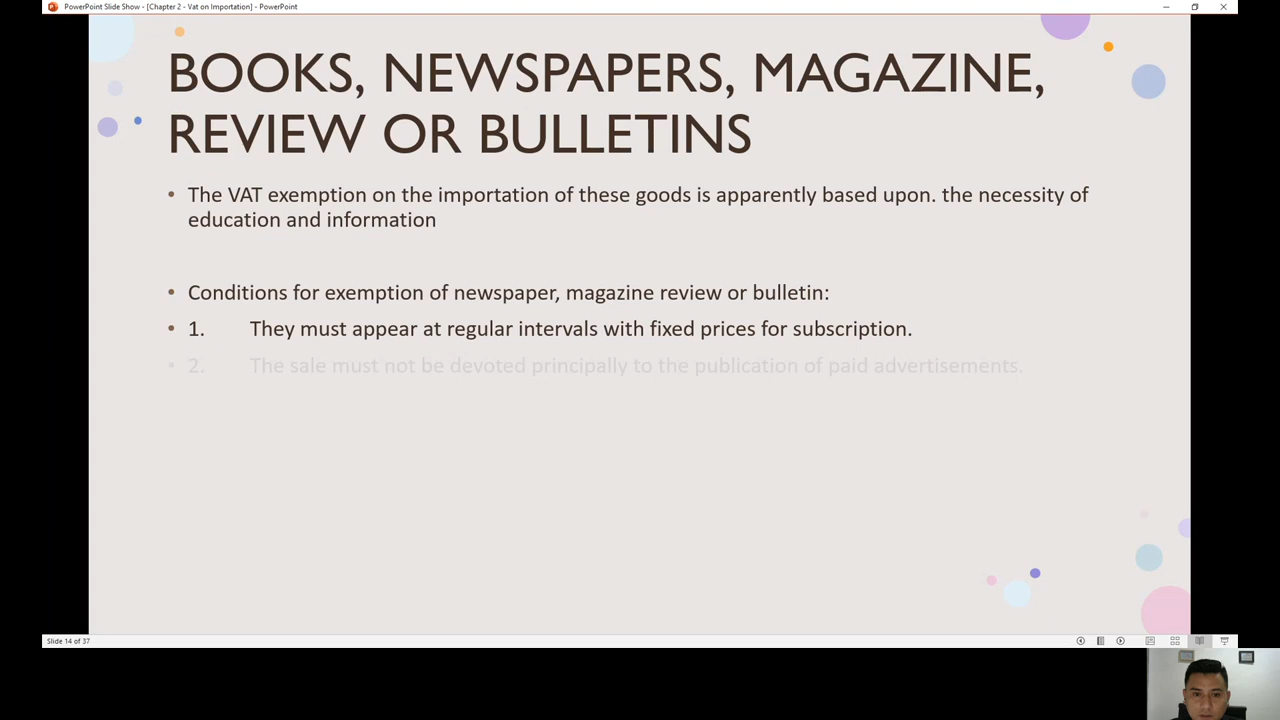 PowerPoint Slide Show - [Chapter 2 - Vat on Importation] - PowerPoint
BOOKS, NEWSPAPERS, MAGAZINE,
REVIEW OR BULLETINS
• The VAT exemption on the importation of these goods is apparently based upon. the necessity of
education and information
• Conditions for exemption of newspaper, magazine review or bulletin:
• 1. They must appear at regular intervals with fixed prices for subscription.
• 2. The sale must not be devoted principally to the publication of paid advertisements.
Slide 14 of 37